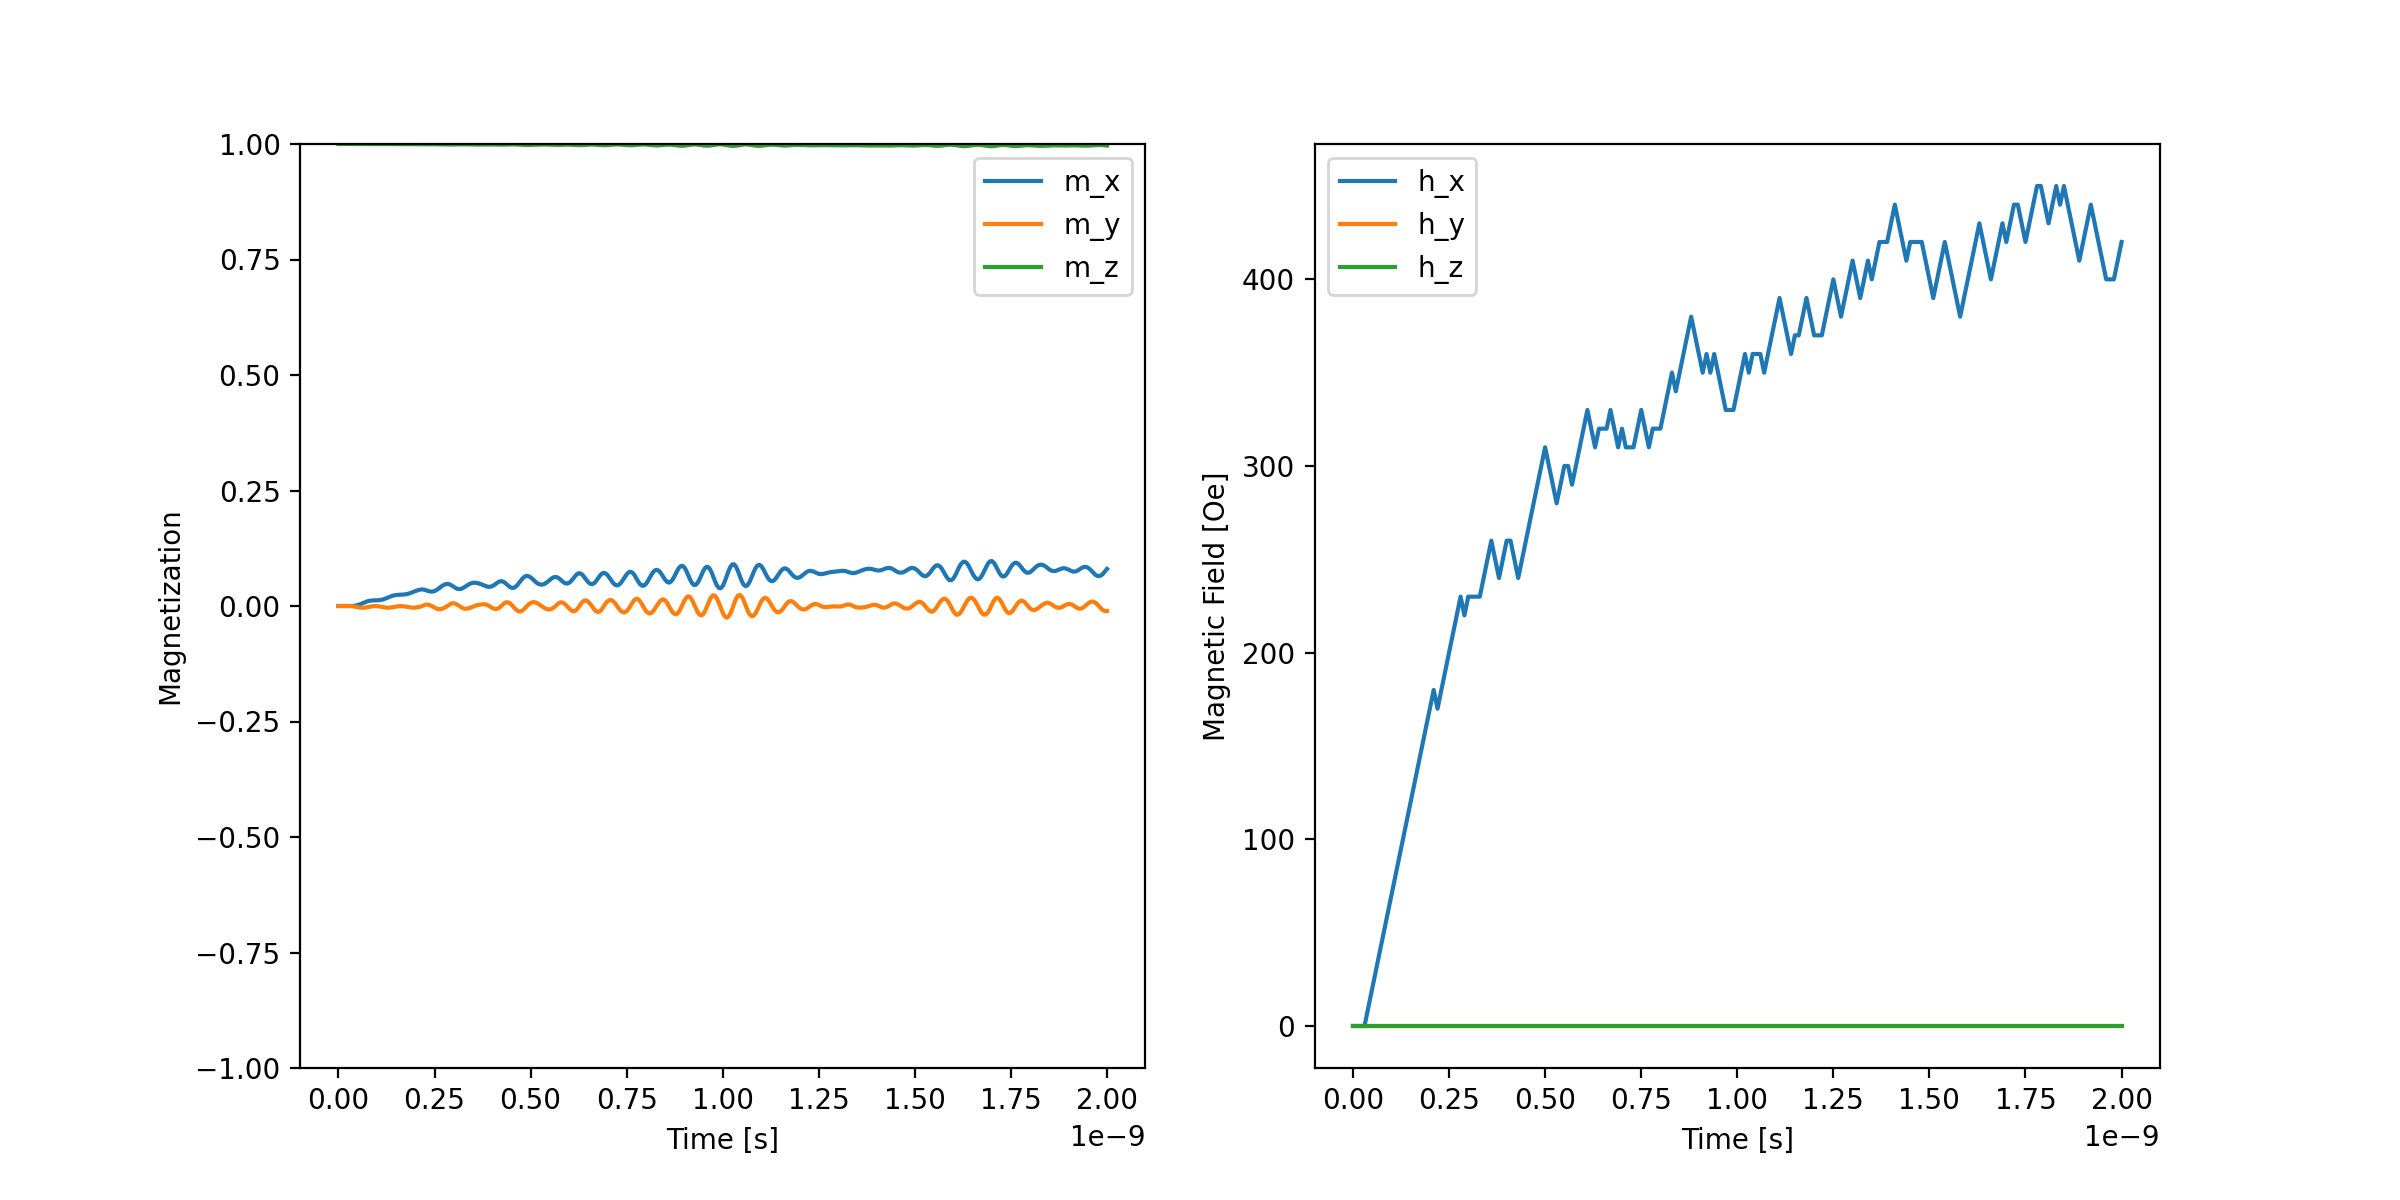 1.00
0.75
0.50
0.25
0.00
−0.25
−0.50
−0.75
−1.00
Magnetization
m_x
m_y
m_z
0.00 0.25 0.50 0.75 1.00 1.25 1.50 1.75 2.00
Time [s]
1e−9
400
300
200
100
0
Magnetic Field [Oe]
h_x
h_y
h_z
0.00 0.25 0.50 0.75 1.00 1.25 1.50 1.75 2.00
Time [s]
1e−9